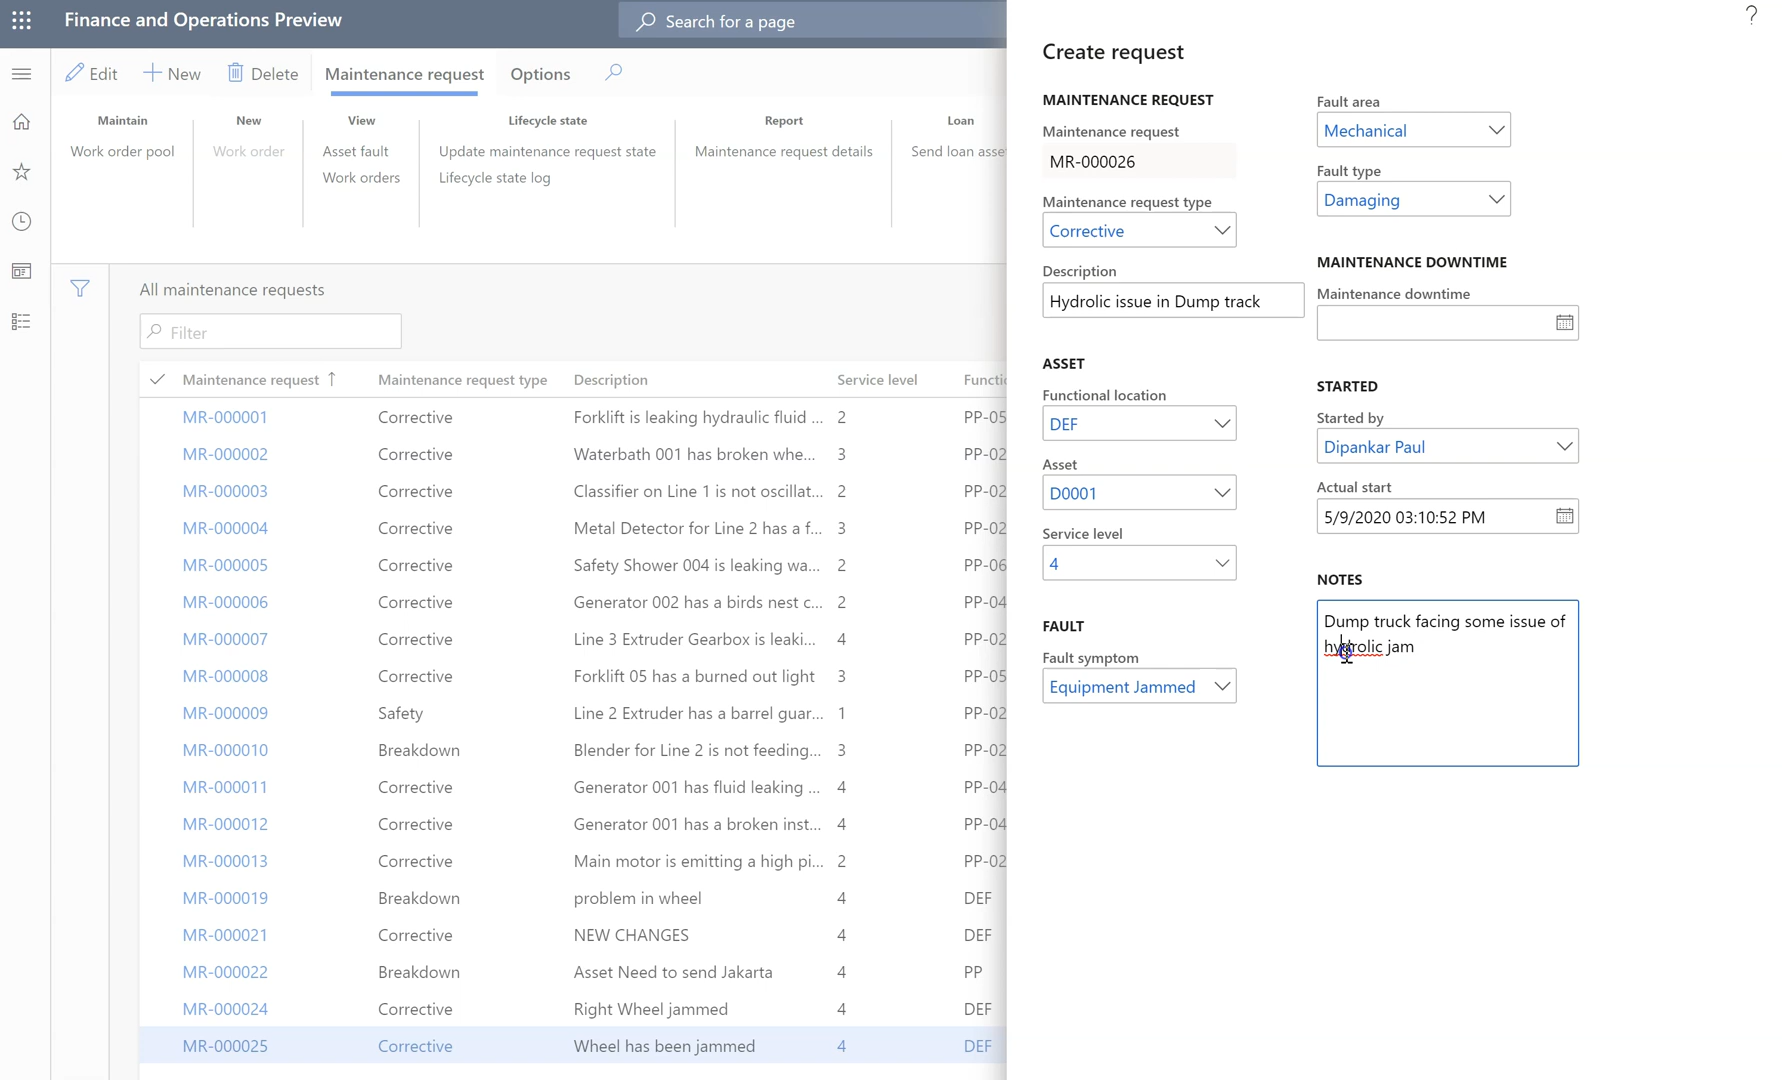 Finance and Operations Preview
Search for a page
?
Edit
New
Delete
Maintenance request
Options
Maintain
New
View
Lifecycle state
Report
Loan
Work order pool
Work order
Asset fault
Update maintenance request state
Maintenance request details
Send loan asse
Work orders
Lifecycle state log
All maintenance requests
Filter
Maintenance request ↑ Maintenance request type Description Service level Functio
MR-000001 Corrective Forklift is leaking hydraulic fluid ... 2 PP-05
MR-000002 Corrective Waterbath 001 has broken whe... 3 PP-02
MR-000003 Corrective Classifier on Line 1 is not oscillat... 2 PP-02
MR-000004 Corrective Metal Detector for Line 2 has a f... 3 PP-02
MR-000005 Corrective Safety Shower 004 is leaking wa... 2 PP-06
MR-000006 Corrective Generator 002 has a birds nest c... 2 PP-04
MR-000007 Corrective Line 3 Extruder Gearbox is leaki... 4 PP-02
MR-000008 Corrective Forklift 05 has a burned out light 3 PP-05
MR-000009 Safety Line 2 Extruder has a barrel guar... 1 PP-02
MR-000010 Breakdown Blender for Line 2 is not feeding... 3 PP-02
MR-000011 Corrective Generator 001 has fluid leaking ... 4 PP-04
MR-000012 Corrective Generator 001 has a broken inst... 4 PP-04
MR-000013 Corrective Main motor is emitting a high pi... 2 PP-02
MR-000019 Breakdown problem in wheel 4 DEF
MR-000021 Corrective NEW CHANGES 4 DEF
MR-000022 Breakdown Asset Need to send Jakarta 4 PP
MR-000024 Corrective Right Wheel jammed 4 DEF
MR-000025 Corrective Wheel has been jammed 4 DEF
Create request
MAINTENANCE REQUEST
Maintenance request
MR-000026
Maintenance request type
Corrective
Description
Hydrolic issue in Dump track
ASSET
Functional location
DEF
Asset
D0001
Service level
4
FAULT
Fault symptom
Equipment Jammed
Fault area
Mechanical
Fault type
Damaging
MAINTENANCE DOWNTIME
Maintenance downtime
STARTED
Started by
Dipankar Paul
Actual start
5/9/2020 03:10:52 PM
NOTES
Dump truck facing some issue of
hydrolic jam